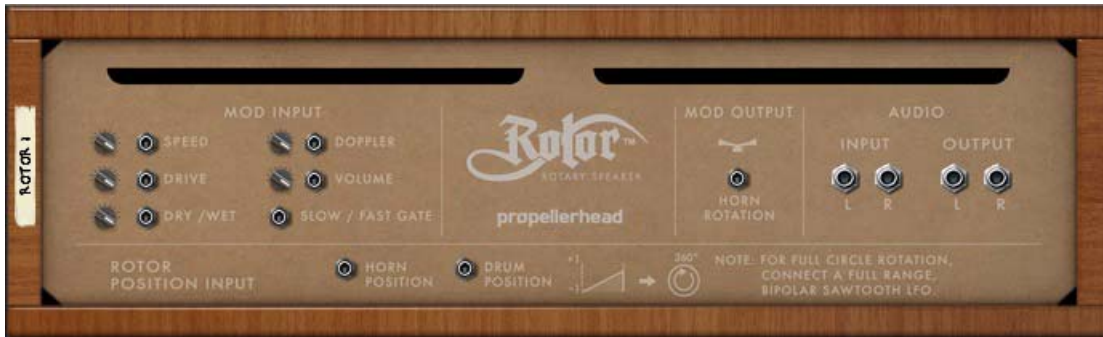 ROTOR 1
MOD INPUT
SPEED
DOPPLER
DRIVE
VOLUME
DRY /WET
SLOW / FAST GATE
Rotor™
ROTARY SPEAKER
propellerhead
MOD OUTPUT
HORN
ROTATION
AUDIO
INPUT
OUTPUT
L R
L R
ROTOR
POSITION INPUT
HORN
POSITION
DRUM
POSITION
+1
-1
360°
NOTE: FOR FULL CIRCLE ROTATION,
CONNECT A FULL RANGE,
BIPOLAR SAWTOOTH LFO.